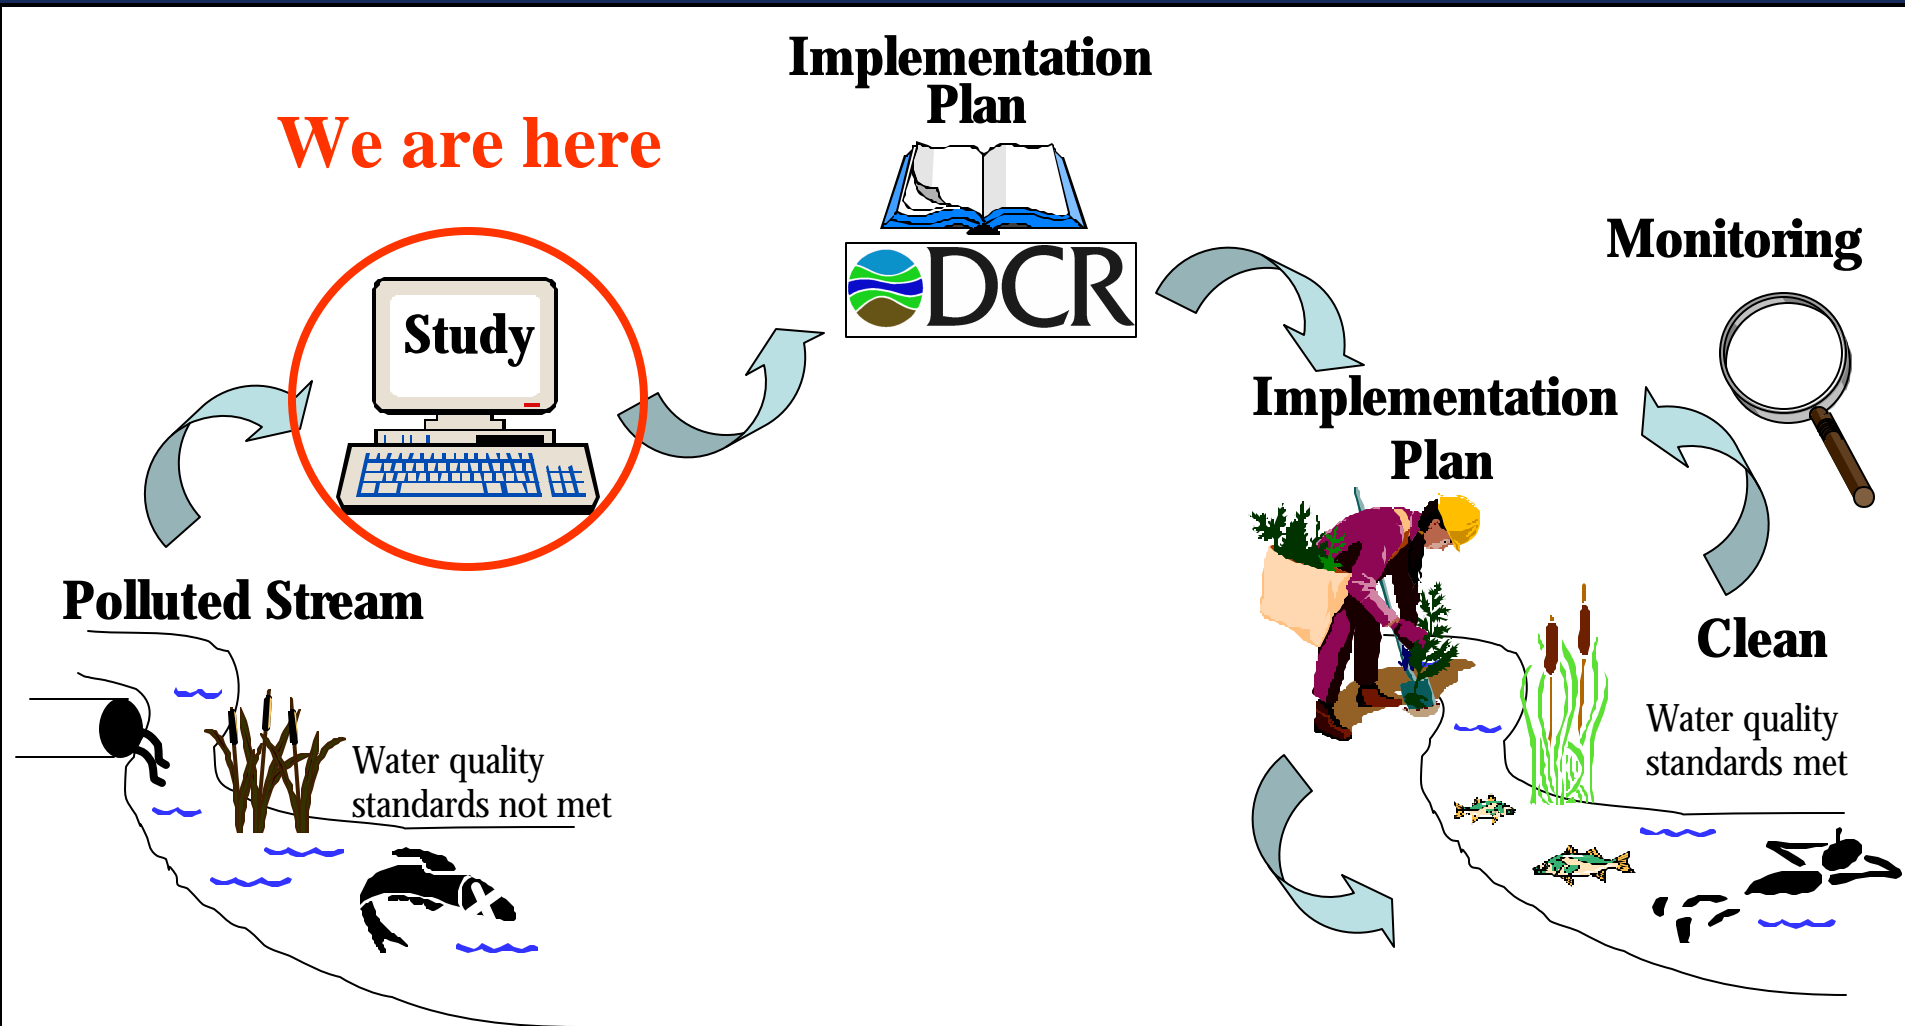 Implementation
Plan
We are here
DCR
Monitoring
Study
Implementation
Plan
Polluted Stream
Clean
Water quality
standards met
Water quality
standards not met